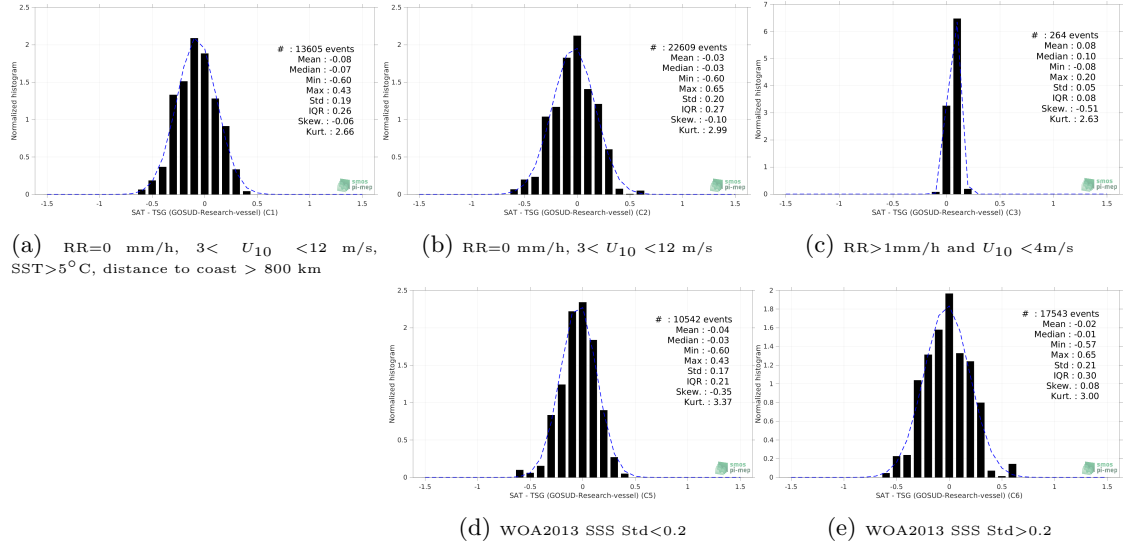 2.5
2
1.5
1
0.5
0
-1.5 -1 -0.5 0 0.5 1 1.5
Normalized histogram
SAT - TSG (GOSUD-Research-vessel) (C1)
# : 13605 events
Mean : -0.08
Median : -0.07
Min : -0.60
Max : 0.43
Std : 0.19
IQR : 0.26
Skew. : -0.06
Kurt. : 2.66
smos
pi-mep
(a) RR=0 mm/h, 3< U10 <12 m/s,
SST>5°C, distance to coast > 800 km
2.5
2
1.5
1
0.5
0
-1.5 -1 -0.5 0 0.5 1 1.5
Normalized histogram
SAT - TSG (GOSUD-Research-vessel) (C2)
# : 22609 events
Mean : -0.03
Median : -0.03
Min : -0.60
Max : 0.65
Std : 0.20
IQR : 0.27
Skew. : -0.10
Kurt. : 2.99
smos
pi-mep
(b) RR=0 mm/h, 3< U10 <12 m/s
7
6
5
4
3
2
1
0
-1.5 -1 -0.5 0 0.5 1 1.5
Normalized histogram
SAT - TSG (GOSUD-Research-vessel) (C3)
# : 264 events
Mean : 0.08
Median : 0.10
Min : -0.08
Max : 0.20
Std : 0.05
IQR : 0.08
Skew. : -0.51
Kurt. : 2.63
smos
pi-mep
(c) RR>1mm/h and U10 <4m/s
2.5
2
1.5
1
0.5
0
-1.5 -1 -0.5 0 0.5 1 1.5
Normalized histogram
SAT - TSG (GOSUD-Research-vessel) (C5)
# : 10542 events
Mean : -0.04
Median : -0.03
Min : -0.60
Max : 0.43
Std : 0.17
IQR : 0.21
Skew. : -0.35
Kurt. : 3.37
smos
pi-mep
(d) WOA2013 SSS Std<0.2
2
1.8
1.6
1.4
1.2
1
0.8
0.6
0.4
0.2
0
-1.5 -1 -0.5 0 0.5 1 1.5
Normalized histogram
SAT - TSG (GOSUD-Research-vessel) (C6)
# : 17543 events
Mean : -0.02
Median : -0.01
Min : -0.57
Max : 0.65
Std : 0.21
IQR : 0.30
Skew. : 0.08
Kurt. : 3.00
smos
pi-mep
(e) WOA2013 SSS Std>0.2